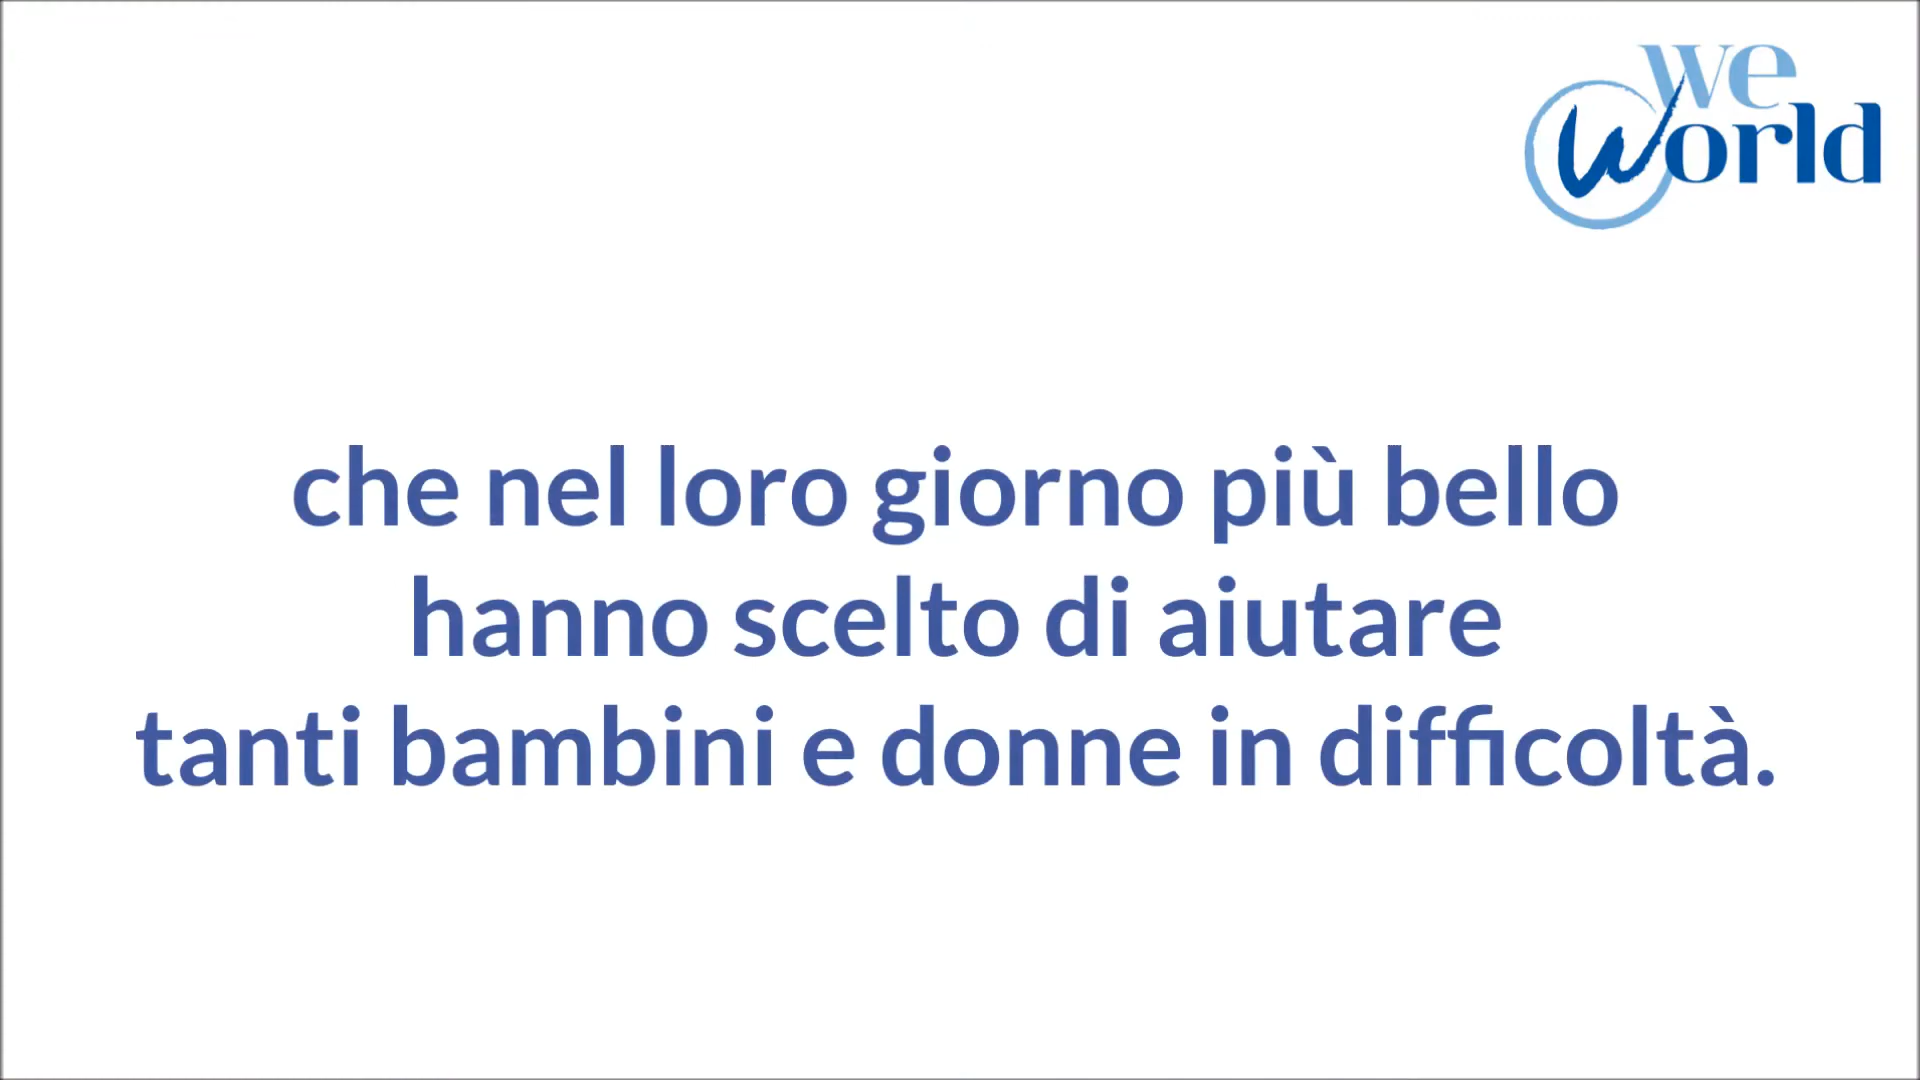 we
World
che nel loro giorno più bello
hanno scelto di aiutare
tanti bambini e donne in difficoltà.